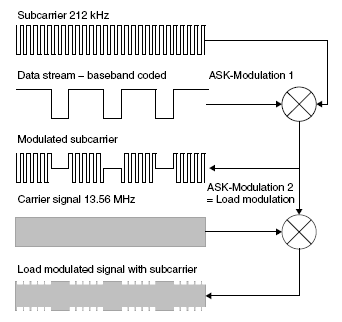 Subcarrier 212 kHz
Data stream – baseband coded
ASK-Modulation 1
Modulated subcarrier
ASK-Modulation 2
= Load modulation
Carrier signal 13.56 MHz
Load modulated signal with subcarrier